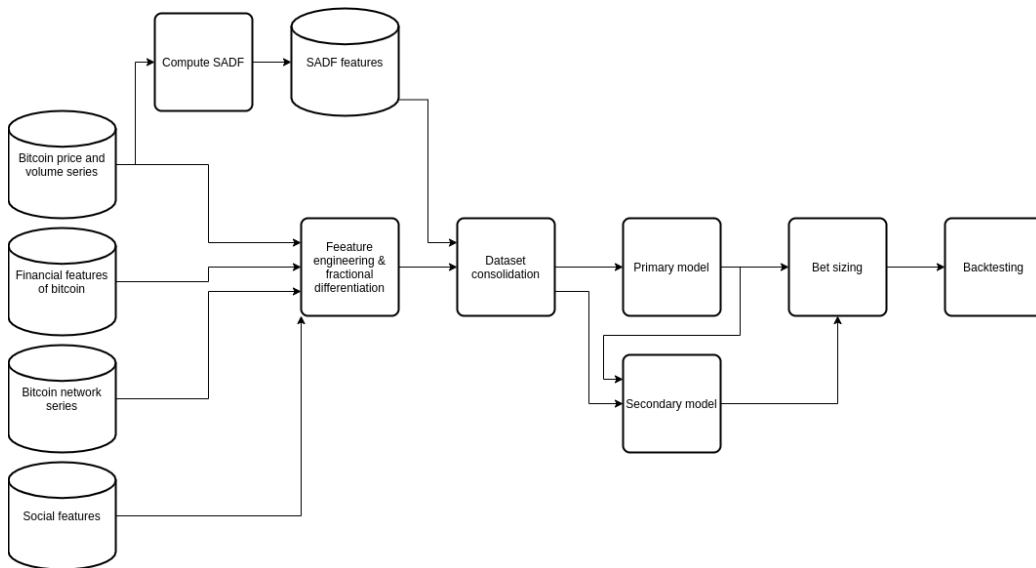 Compute SADF
SADF features
Bitcoin price and
volume series
Financial features
of bitcoin
Bitcoin network
series
Social features
Feeature
engineering &
fractional
differentiation
Dataset
consolidation
Primary model
Secondary model
Bet sizing
Backtesting